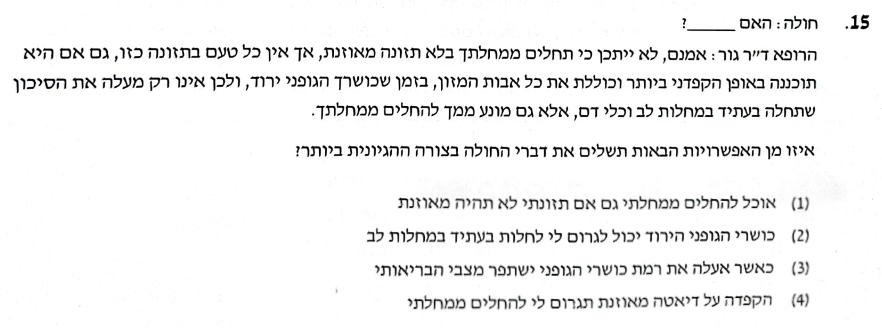 15. חולה: האם ______?
הרופא ד"ר גור: אמנם, לא ייתכן כי תחלים ממחלתך בלא תזונה מאוזנת, אך אין כל טעם בתזונה כזו, גם אם היא
תוכננה באופן הקפדני ביותר וכוללת את כל אבות המזון, בזמן שכושרך הגופני ירוד, ולכן אינו רק מעלה את הסיכון
שתחלה בעתיד במחלות לב וכלי דם, אלא גם מונע ממך להחלים ממחלתך.
איזו מן האפשרויות הבאות תשלים את דברי החולה בצורה ההגיונית ביותר?
(1) אוכל להחלים ממחלתי גם אם תזונתי לא תהיה מאוזנת
(2) כושרי הגופני הירוד יכול לגרום לי לחלות בעתיד במחלות לב
(3) כאשר אעלה את רמת כושרי הגופני ישתפר מצבי הבריאותי
(4) הקפדה על דיאטה מאוזנת תגרום לי להחלים ממחלתי